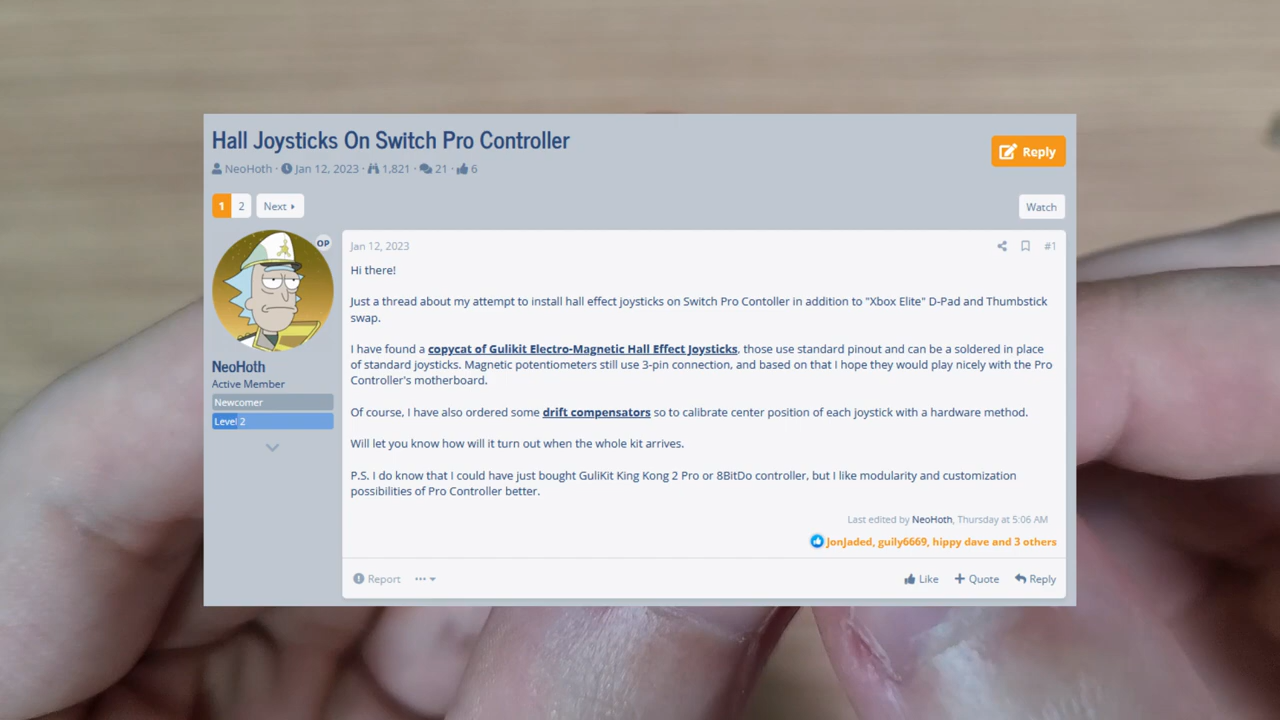 Hall Joysticks On Switch Pro Controller
NeoHoth · Jan 12, 2023 · 1,821 · 21 · 6
Reply
1 2 Next
Watch
OP
Jan 12, 2023
#1
Hi there!
Just a thread about my attempt to install hall effect joysticks on Switch Pro Contoller in addition to "Xbox Elite" D-Pad and Thumbstick
swap.
I have found a copycat of Gulikit Electro-Magnetic Hall Effect Joysticks, those use standard pinout and can be a soldered in place
of standard joysticks. Magnetic potentiometers still use 3-pin connection, and based on that I hope they would play nicely with the Pro
Controller's motherboard.
NeoHoth
Active Member
Newcomer
Level 2
Of course, I have also ordered some drift compensators so to calibrate center position of each joystick with a hardware method.
Will let you know how will it turn out when the whole kit arrives.
P.S. I do know that I could have just bought GuliKit King Kong 2 Pro or 8BitDo controller, but I like modularity and customization
possibilities of Pro Controller better.
Last edited by NeoHoth, Thursday at 5:06 AM
JonJaded, guily6669, hippy dave and 3 others
Report
Like Quote Reply